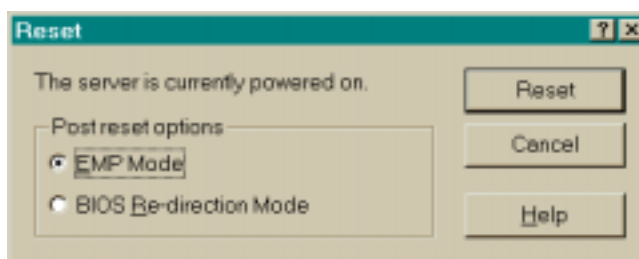 Reset
The server is currently powered on.
Post reset options
EMP Mode
BIOS Re-direction Mode
Reset
Cancel
Help